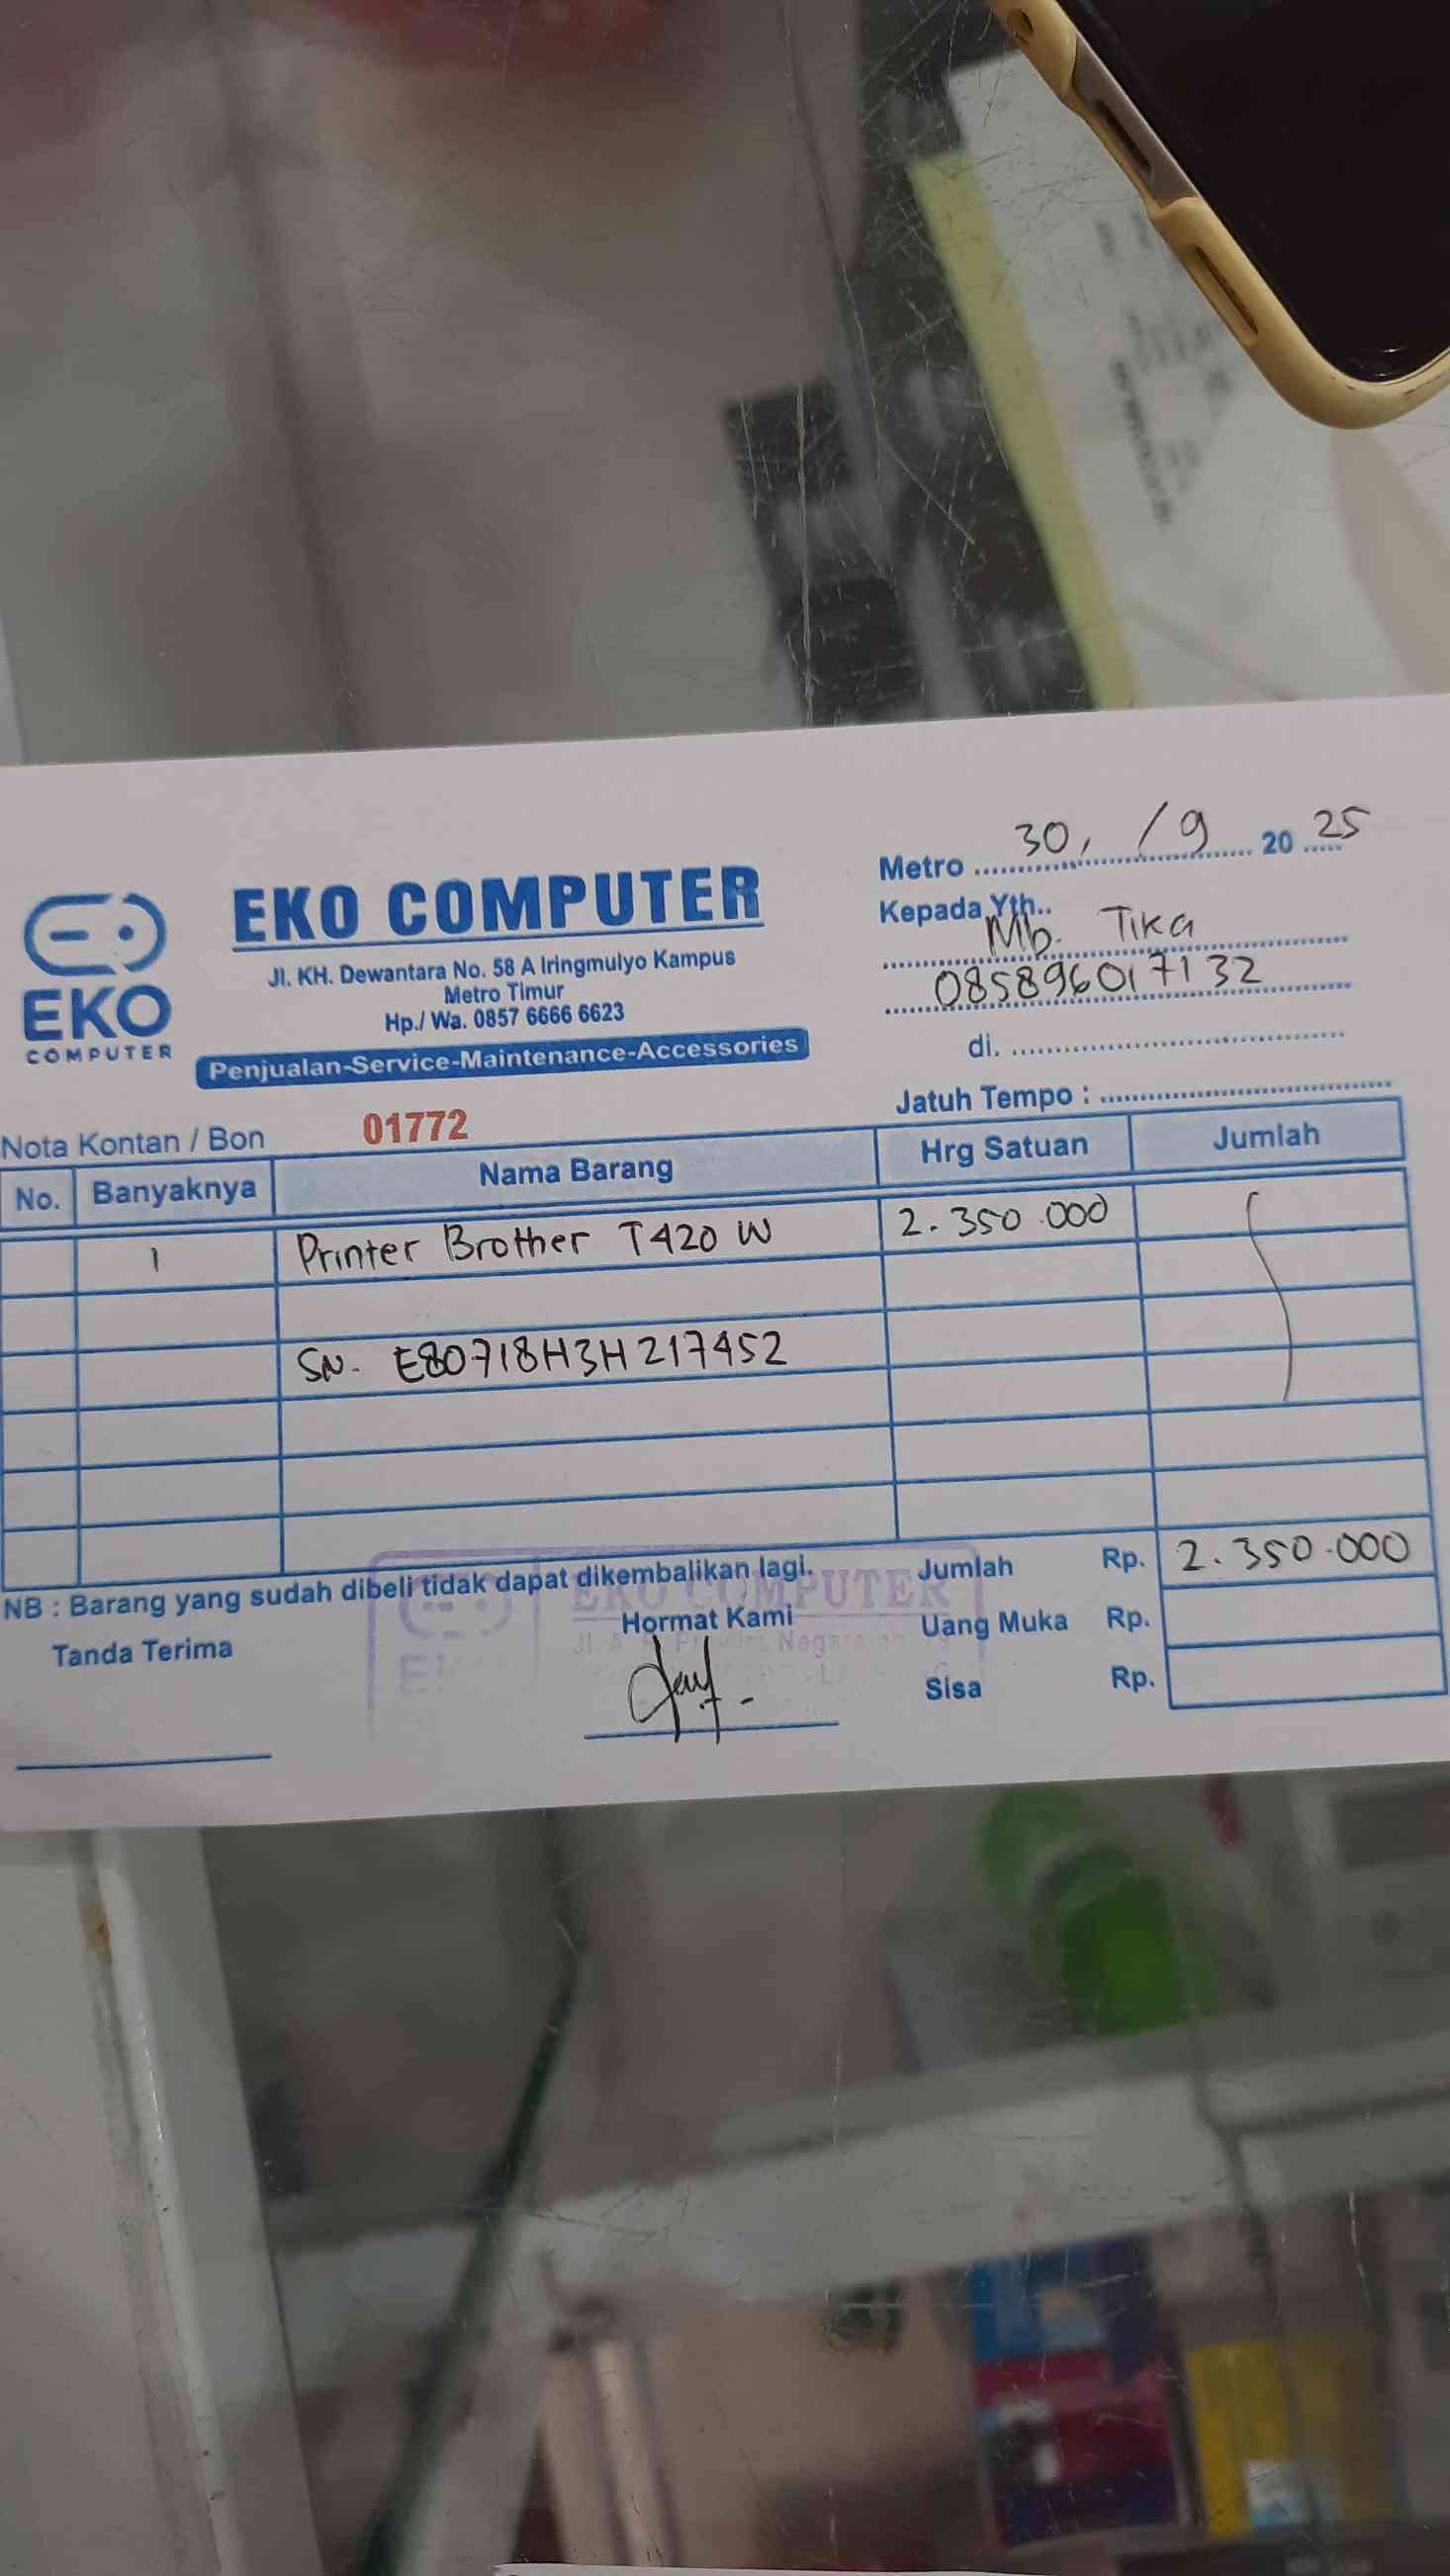 Metro 30, / 9 20 25
EKO COMPUTER
Kepada Yth..
Mb. Tika
Jl. KH. Dewantara No. 58 A Iringmulyo Kampus
Metro Timur
085896017132
Hp./ Wa. 0857 6666 6623
EKO
COMPUTER
di.
Penjualan-Service-Maintenance-Accessories
Jatuh Tempo :
Nota Kontan / Bon 01772
No. Banyaknya Nama Barang Hrg Satuan Jumlah
1 Printer Brother T420 W 2.350.000
SN. E80718H3H217452
Jumlah Rp. 2.350.000
NB : Barang yang sudah dibeli tidak dapat dikembalikan lagi.
EKO COMPUTER
Tanda Terima Hormat Kami Uang Muka Rp.
Sisa Rp.